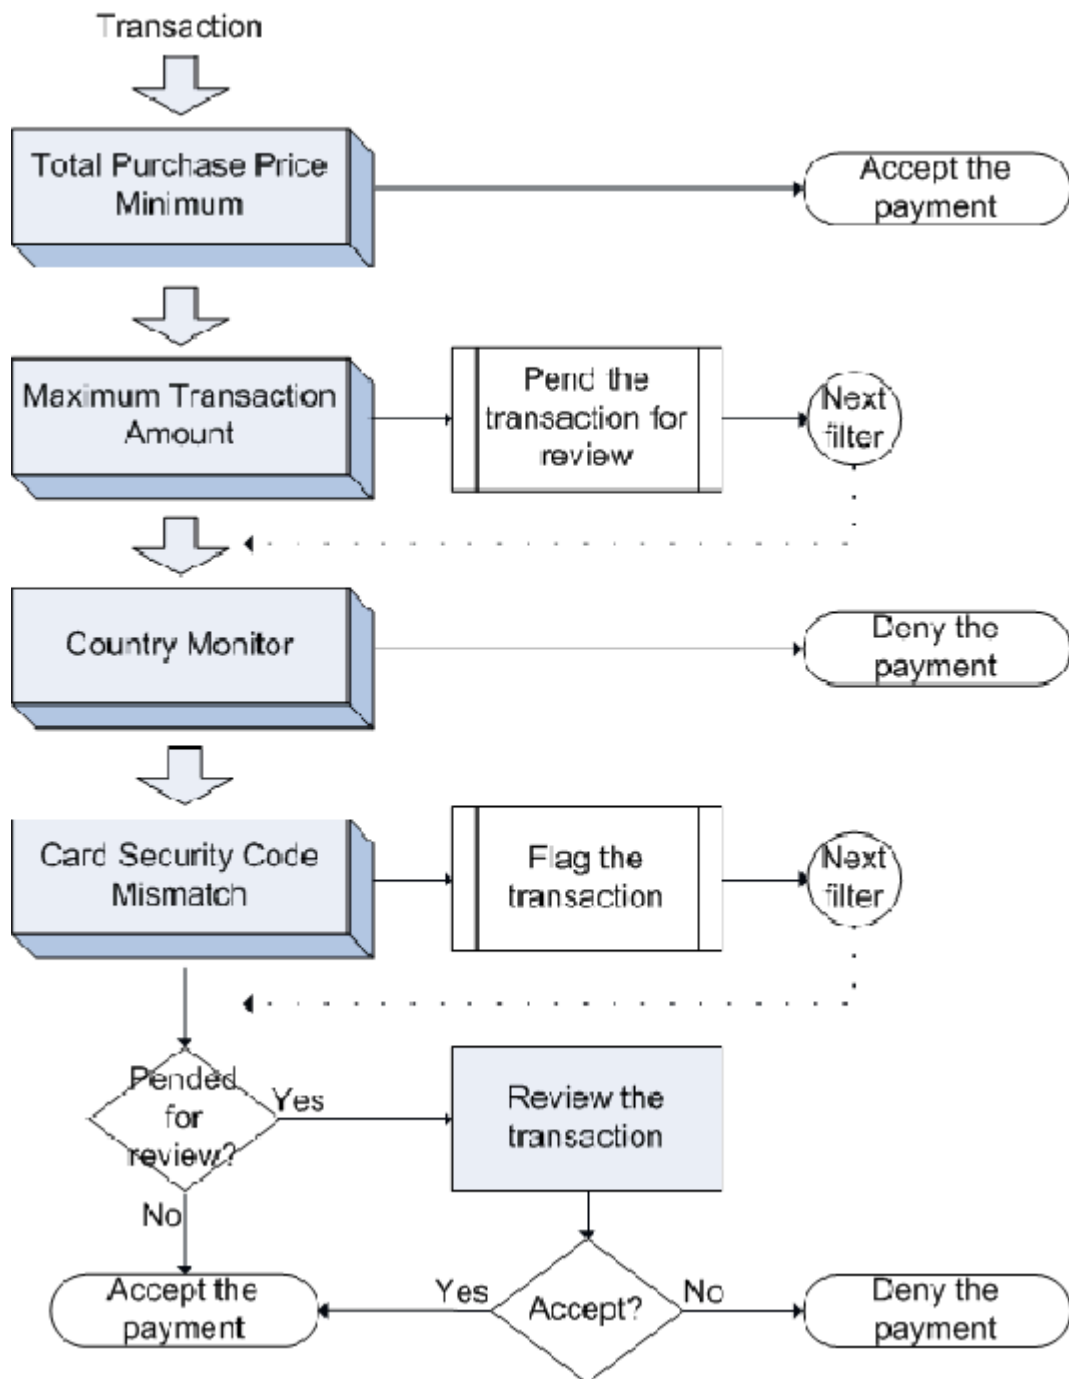 Transaction
Total Purchase Price
Minimum
Accept the
payment
Maximum Transaction
Amount
Pend the
transaction for
review
Next
filter
Country Monitor
Deny the
payment
Card Security Code
Mismatch
Flag the
transaction
Next
filter
Pended
for
review?
Yes
Review the
transaction
No
Accept the
payment
Yes
Accept?
No
Deny the
payment